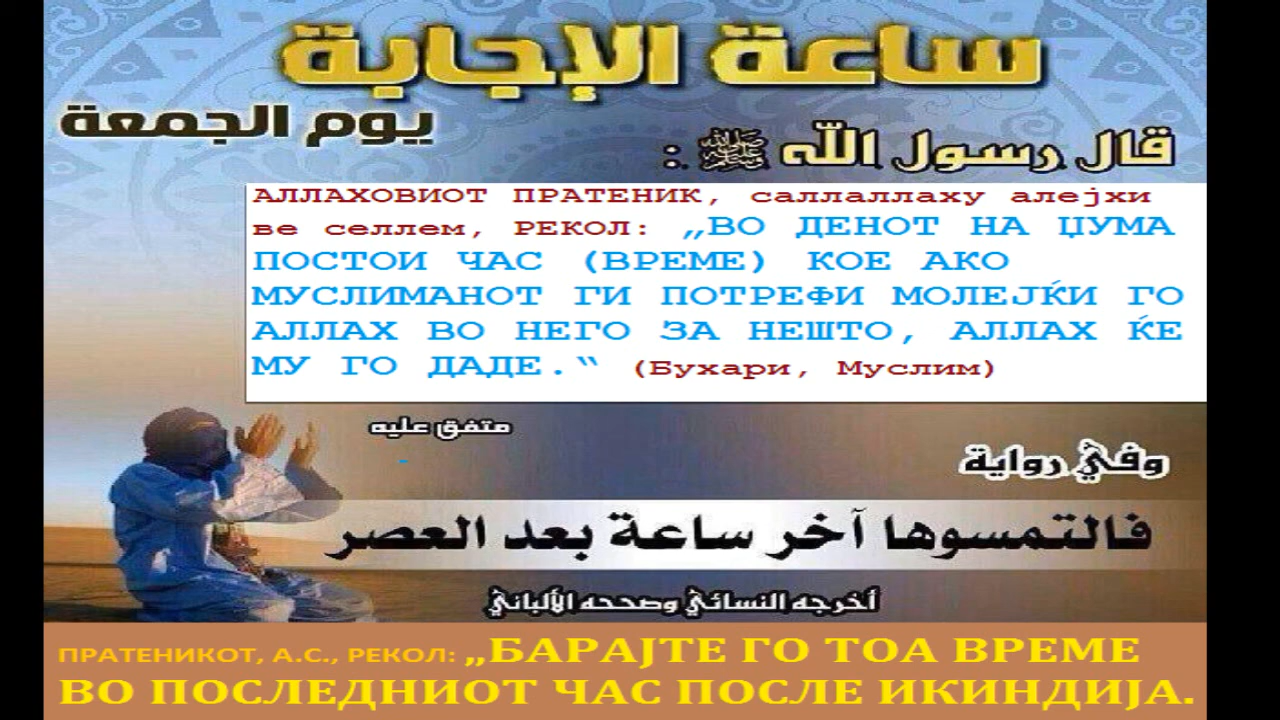 ساعة الإجابة
يوم الجمعة
قال رسول الله ﷺ :
АЛЛАХОВИОТ ПРАТЕНИК, саллаллаху алејхи
ве селлем, РЕКОЛ: „ВО ДЕНОТ НА ЏУМА
ПОСТОИ ЧАС (ВРЕМЕ) КОЕ АКО
МУСЛИМАНОТ ГИ ПОТРЕФИ МОЛЕЈЌИ ГО
АЛЛАХ ВО НЕГО ЗА НЕШТО, АЛЛАХ ЌЕ
МУ ГО ДАДЕ.“ (Бухари, Муслим)
متفق عليه
وفي رواية
فالتمسوها آخر ساعة بعد العصر
أخرجه النسائي وصححه الألباني
ПРАТЕНИКОТ, А.С., РЕКОЛ: „БАРАЈТЕ ГО ТОА ВРЕМЕ
ВО ПОСЛЕДНИОТ ЧАС ПОСЛЕ ИКИНДИЈА.